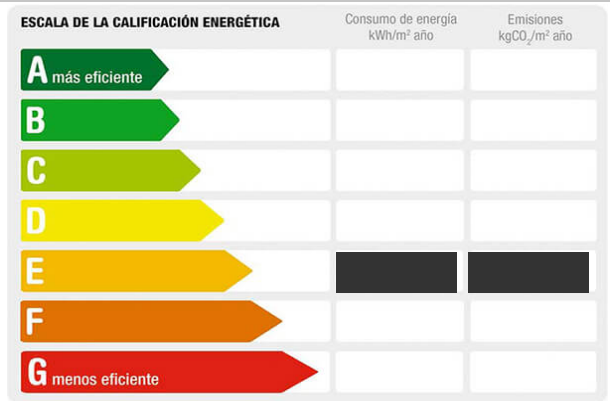 ESCALA DE LA CALIFICACIÓN ENERGÉTICA
Consumo de energía
kWh/m² año
Emisiones
kgCO₂/m² año
A más eficiente
B
C
D
E
F
G menos eficiente